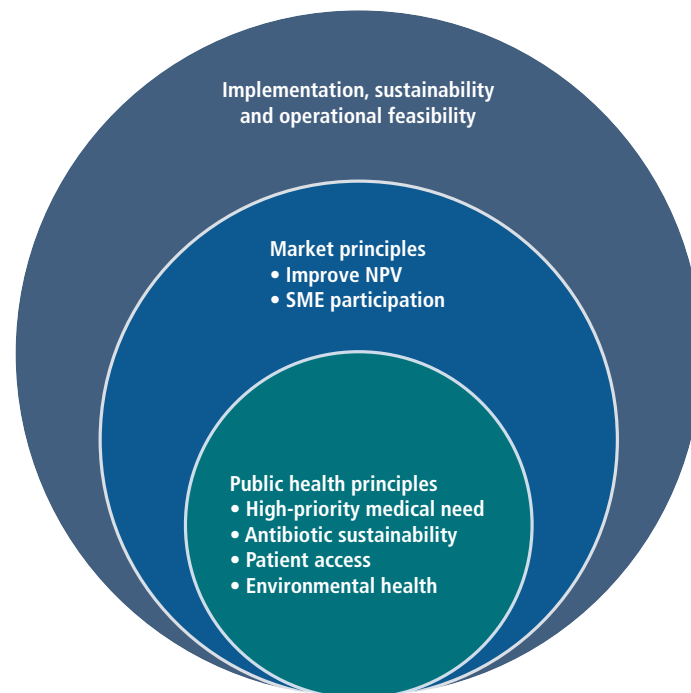 Implementation, sustainability
and operational feasibility
Market principles
• Improve NPV
• SME participation
Public health principles
• High-priority medical need
• Antibiotic sustainability
• Patient access
• Environmental health